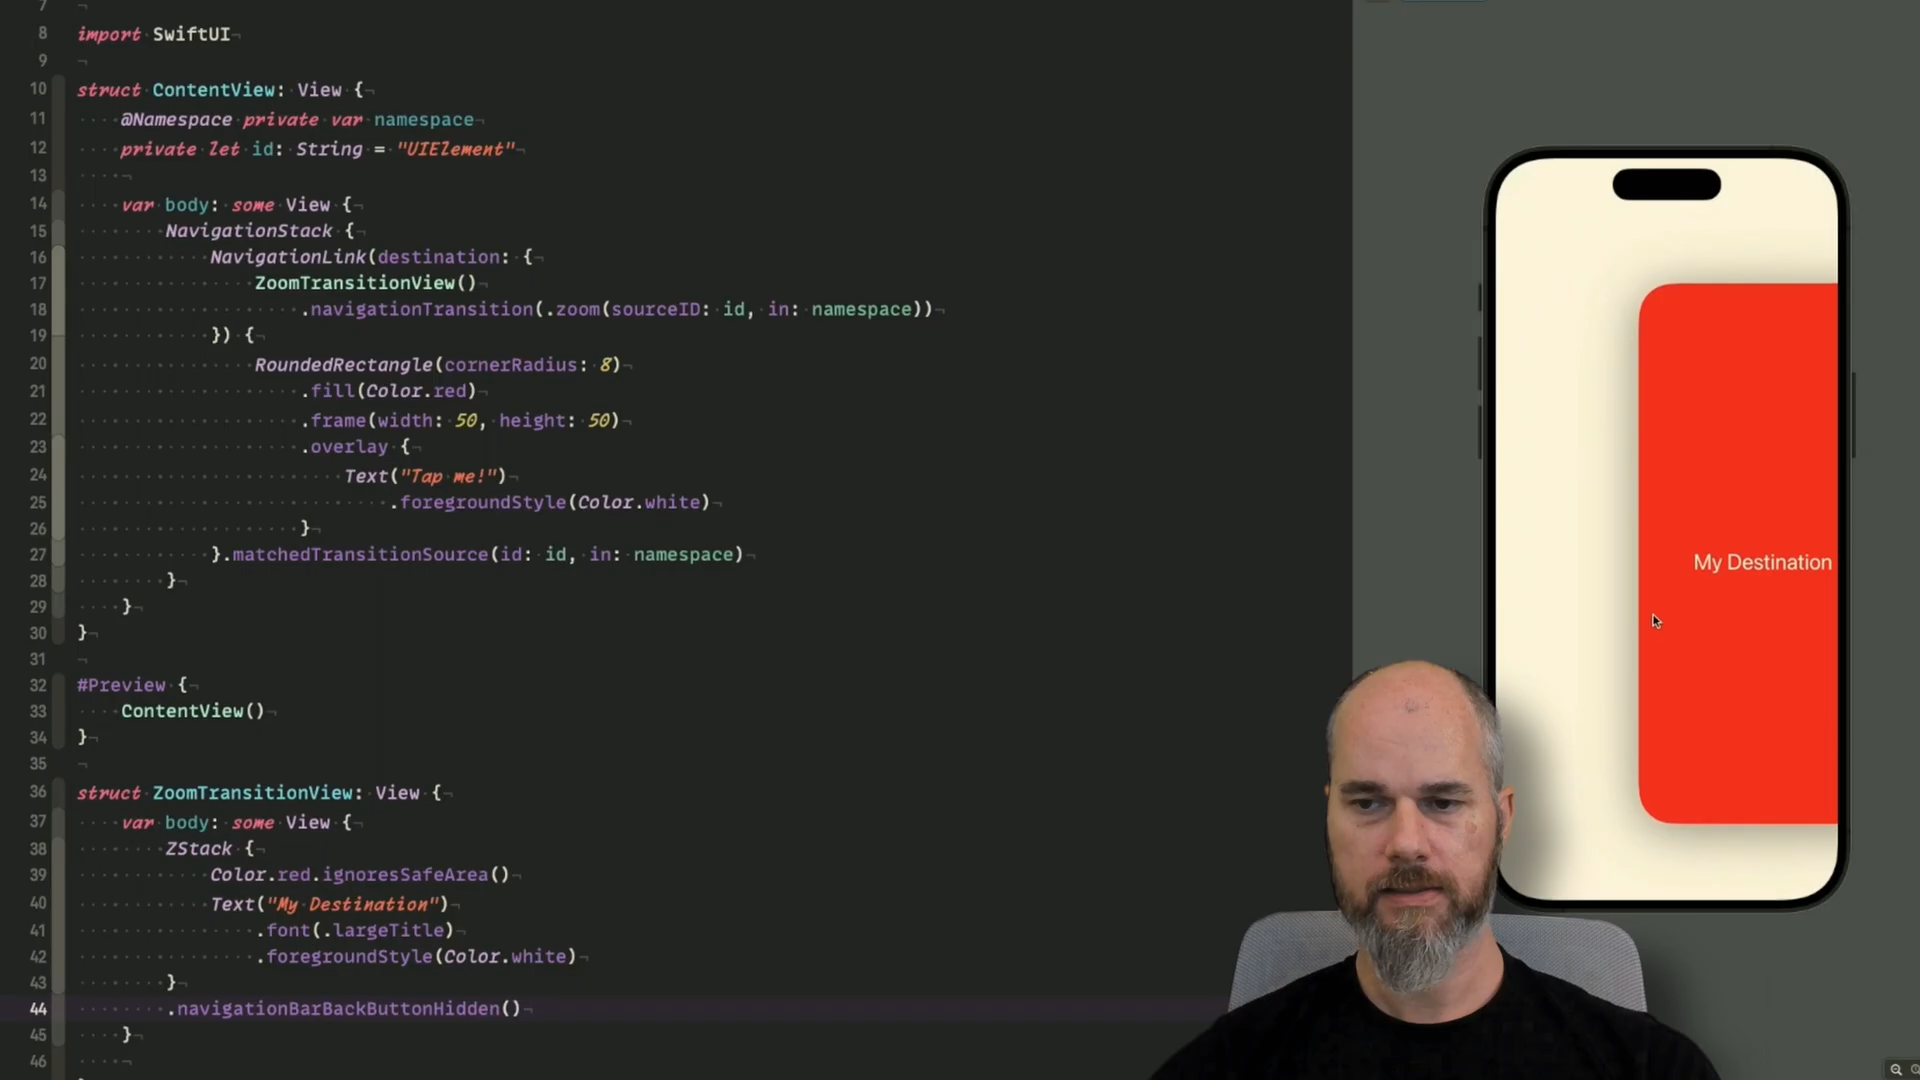 7
8 import SwiftUI
9
10 struct ContentView: View {
11 @Namespace private var namespace
12 private let id: String = "UIElement"
13
14 var body: some View {
15 NavigationStack {
16 NavigationLink(destination: {
17 ZoomTransitionView()
18 .navigationTransition(.zoom(sourceID: id, in: namespace))
19 }) {
20 RoundedRectangle(cornerRadius: 8)
21 .fill(Color.red)
22 .frame(width: 50, height: 50)
23 .overlay {
24 Text("Tap me!")
25 .foregroundStyle(Color.white)
26 }
27 }.matchedTransitionSource(id: id, in: namespace)
28 }
29 }
30 }
31
32 #Preview {
33 ContentView()
34 }
35
36 struct ZoomTransitionView: View {
37 var body: some View {
38 ZStack {
39 Color.red.ignoresSafeArea()
40 Text("My Destination")
41 .font(.largeTitle)
42 .foregroundStyle(Color.white)
43 }
44 .navigationBarBackButtonHidden()
45 }
46
My Destination